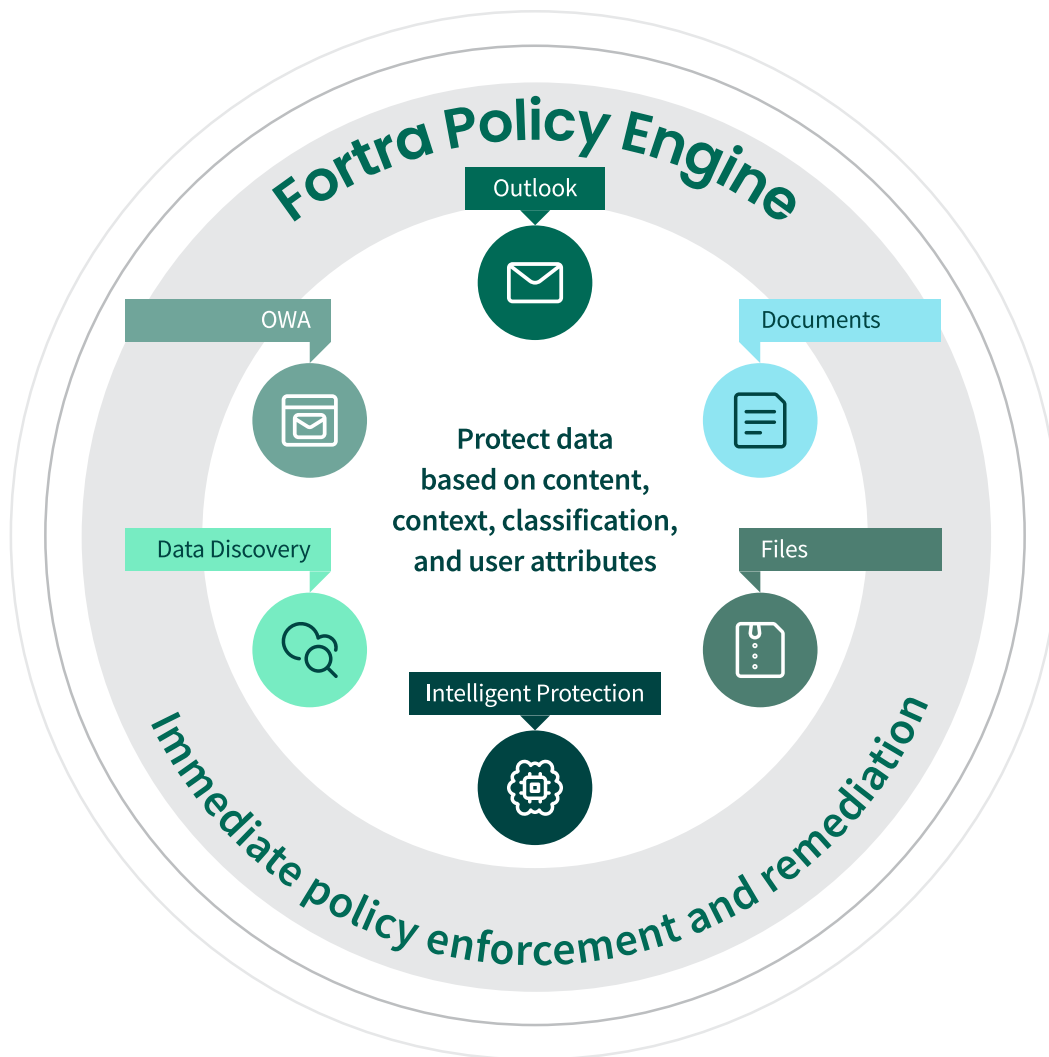 Fortra Policy Engine
Outlook
OWA
Documents
Protect data
based on content,
context, classification,
and user attributes
Data Discovery
Files
Intelligent Protection
Immediate policy enforcement and remediation